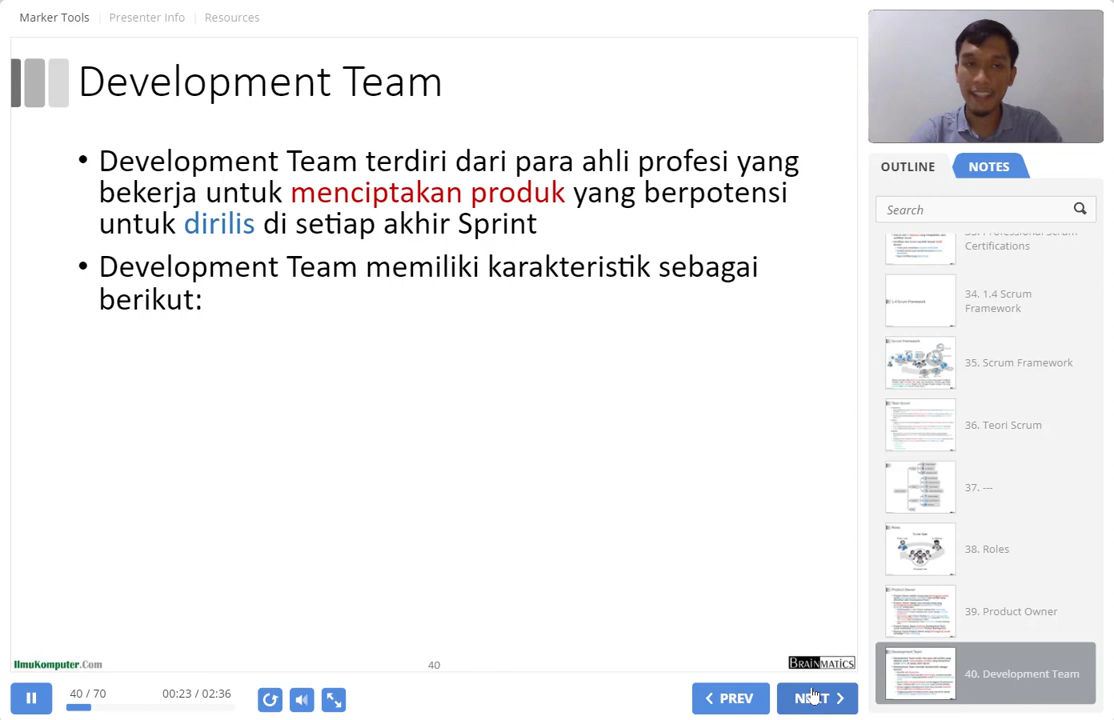 Marker Tools
Presenter Info
Resources
Development Team
• Development Team terdiri dari para ahli profesi yang
bekerja untuk menciptakan produk yang berpotensi
untuk dirilis di setiap akhir Sprint
• Development Team memiliki karakteristik sebagai
berikut:
IlmuKomputer.Com
40
BRAINMATICS
40 / 70
00:23 / 02:36
PREV
NEXT
OUTLINE
NOTES
Search
Certifications
34. 1.4 Scrum
Framework
35. Scrum Framework
36. Teori Scrum
37. ---
38. Roles
39. Product Owner
40. Development Team